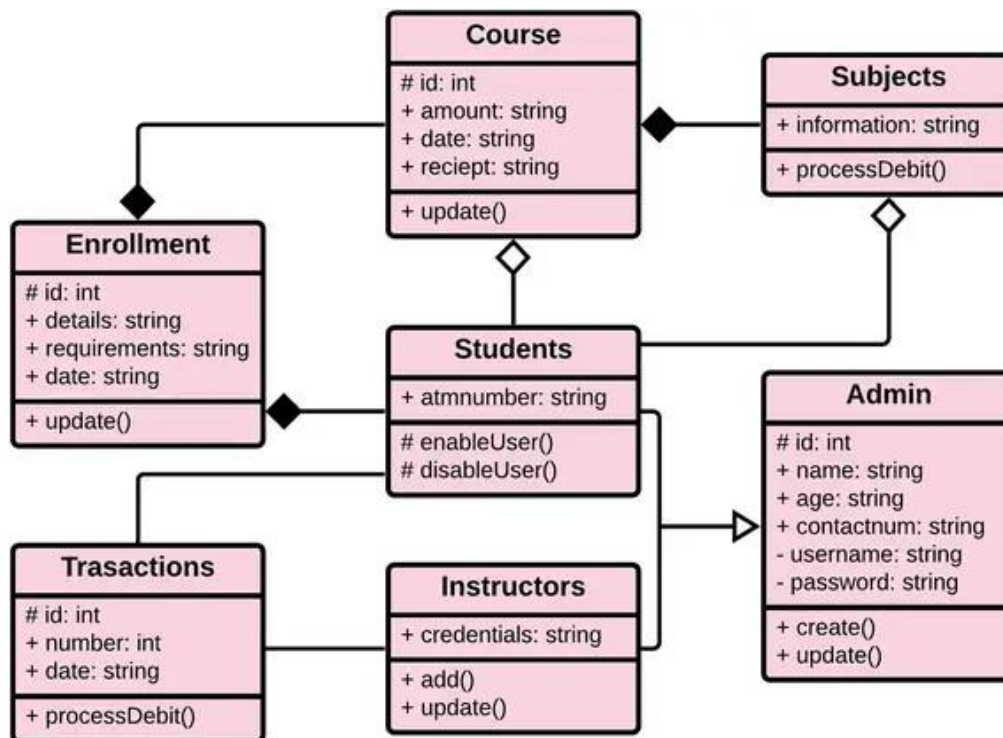 Course
# id: int
+ amount: string
+ date: string
+ reciept: string
+ update()
Subjects
+ information: string
+ processDebit()
Enrollment
# id: int
+ details: string
+ requirements: string
+ date: string
+ update()
Students
+ atmnumber: string
# enableUser()
# disableUser()
Admin
# id: int
+ name: string
+ age: string
+ contactnum: string
- username: string
- password: string
+ create()
+ update()
Trasactions
# id: int
+ number: int
+ date: string
+ processDebit()
Instructors
+ credentials: string
+ add()
+ update()